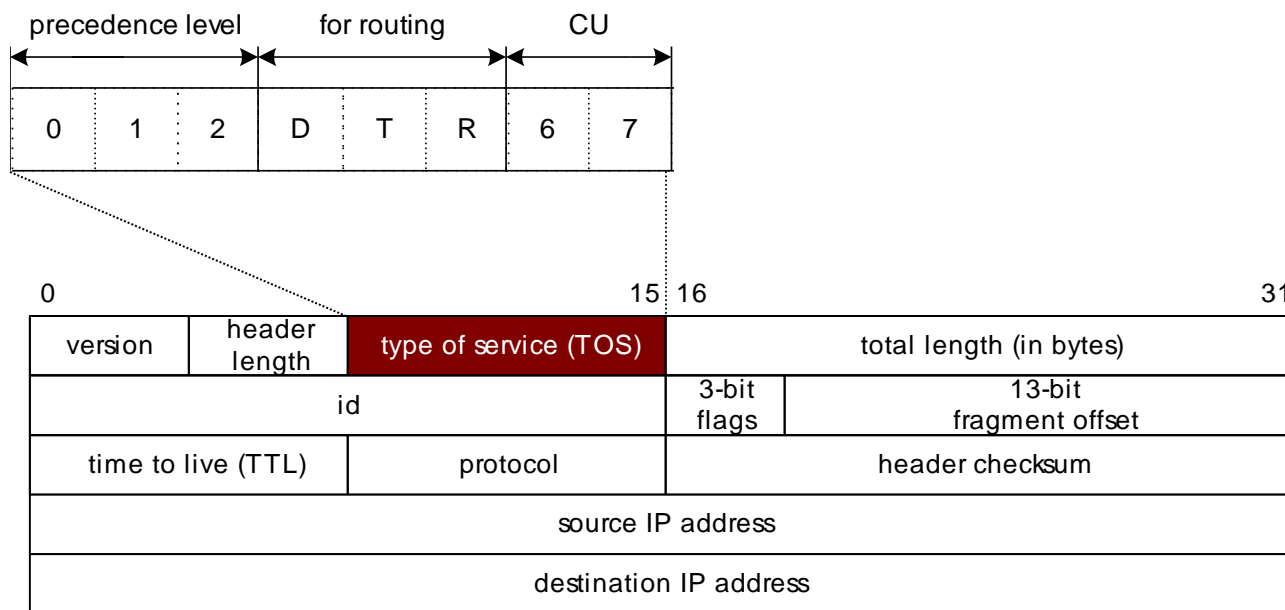 precedence level for routing CU
0 1 2 D T R 6 7
0 15 16 31
version header length type of service (TOS) total length (in bytes)
id 3-bit flags 13-bit fragment offset
time to live (TTL) protocol header checksum
source IP address
destination IP address